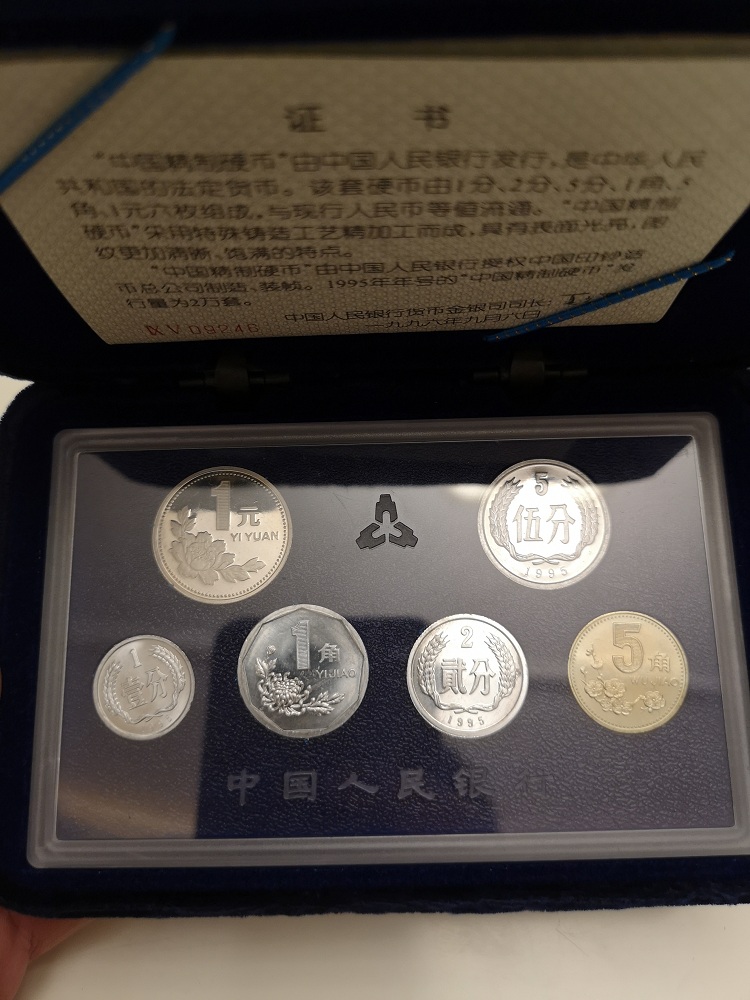 证 书
“中国精制硬币”由中国人民银行发行,是中华人民
共和国的法定货币。该套硬币由1分、2分、5分、1角、5
角、1元六枚组成,与现行人民币等值流通。“中国精制
硬币”采用特殊铸造工艺精加工而成,具有表面光亮,图
纹更加清晰、饱满的特点。
“中国精制硬币”由中国人民银行授权中国印钞造
币总公司制造、装帧。1995年年号的“中国精制硬币”发
行量为2万套。
中国人民银行货币金银司司长:
一九九六年九月六日
09246
1元
YI YUAN
5
伍分
1995
1
壹分
1角
YI JIAO
2
贰分
1995
5角
WU JIAO
中国人民银行